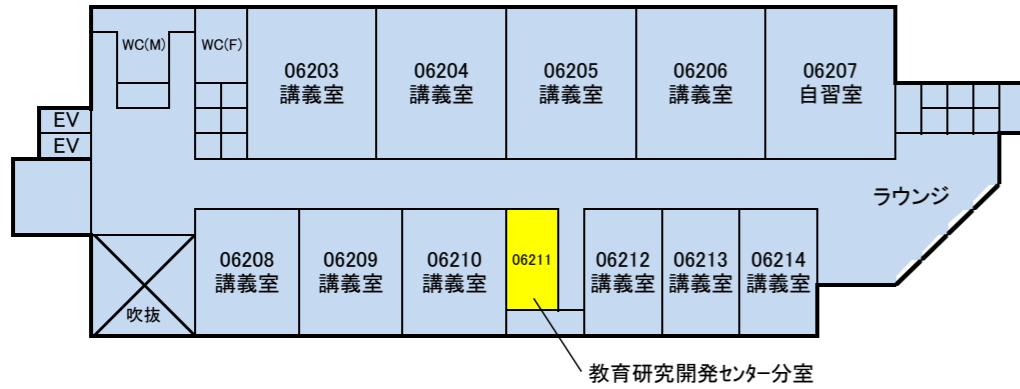 WC(M)
WC(F)
06203
講義室
06204
講義室
06205
講義室
06206
講義室
06207
自習室
EV
EV
ラウンジ
06208
講義室
06209
講義室
06210
講義室
06211
06212
講義室
06213
講義室
06214
講義室
吹抜
教育研究開発ｾﾝﾀｰ分室